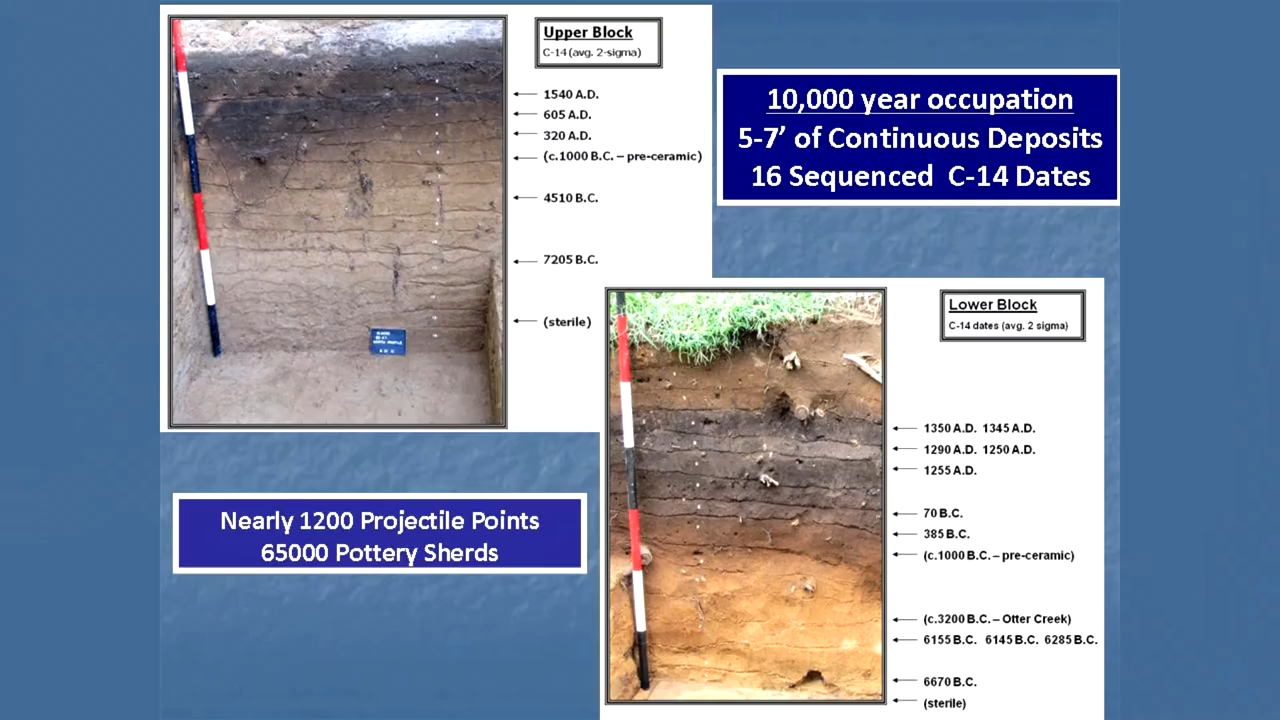 Upper Block
C-14 (avg. 2-sigma)
1540 A.D.
605 A.D.
320 A.D.
(c.1000 B.C. – pre-ceramic)
4510 B.C.
7205 B.C.
(sterile)
10,000 year occupation
5-7’ of Continuous Deposits
16 Sequenced C-14 Dates
Lower Block
C-14 dates (avg. 2 sigma)
1350 A.D. 1345 A.D.
1290 A.D. 1250 A.D.
1255 A.D.
70 B.C.
385 B.C.
(c.1000 B.C. – pre-ceramic)
(c.3200 B.C. – Otter Creek)
6155 B.C. 6145 B.C. 6285 B.C.
6670 B.C.
(sterile)
Nearly 1200 Projectile Points
65000 Pottery Sherds